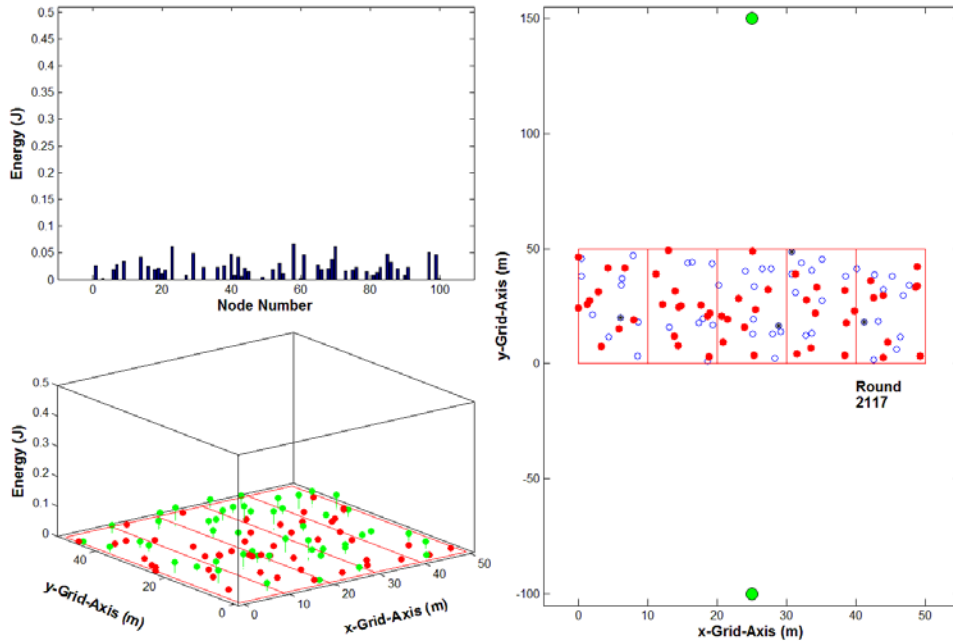 0.5
0.45
0.4
0.35
0.3
0.25
0.2
0.15
0.1
0.05
0
Energy (J)
0 20 40 60 80 100
Node Number
0.5
0.4
0.3
0.2
0.1
0
Energy (J)
40
20
0
y-Grid-Axis (m)
0 10 20 30 40 50
x-Grid-Axis (m)
150
100
50
0
-50
-100
y-Grid-Axis (m)
Round
2117
0 10 20 30 40 50
x-Grid-Axis (m)